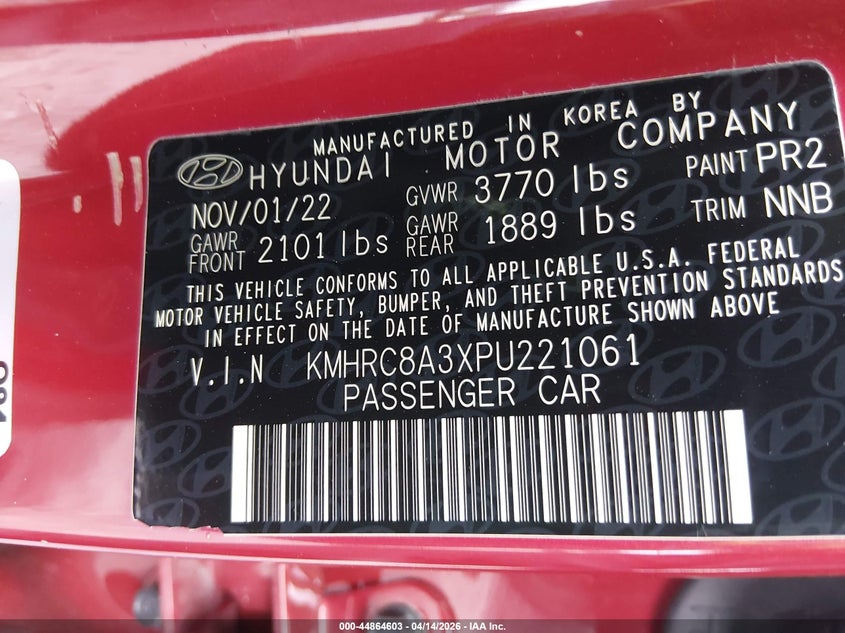 MANUFACTURED IN KOREA BY
HYUNDAI MOTOR COMPANY
NOV/01/22 GVWR 3770 lbs PAINT PR2
GAWR FRONT 2101 lbs GAWR REAR 1889 lbs TRIM NNB
THIS VEHICLE CONFORMS TO ALL APPLICABLE U.S.A. FEDERAL
MOTOR VEHICLE SAFETY, BUMPER, AND THEFT PREVENTION STANDARDS
IN EFFECT ON THE DATE OF MANUFACTURE SHOWN ABOVE
V.I.N KMHRC8A3XPU221061
PASSENGER CAR
000-44864603 - 04/14/2026 - IAA Inc.